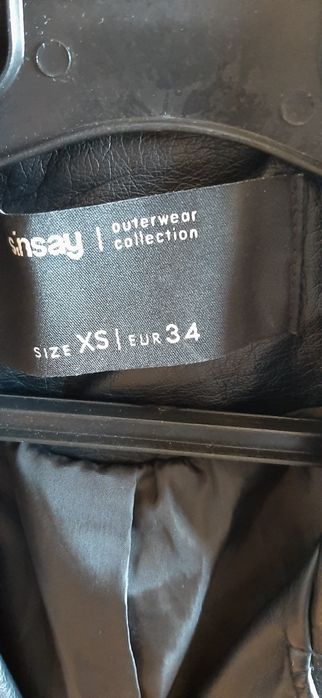 sinsay | outerwear
collection
SIZE XS | EUR 34